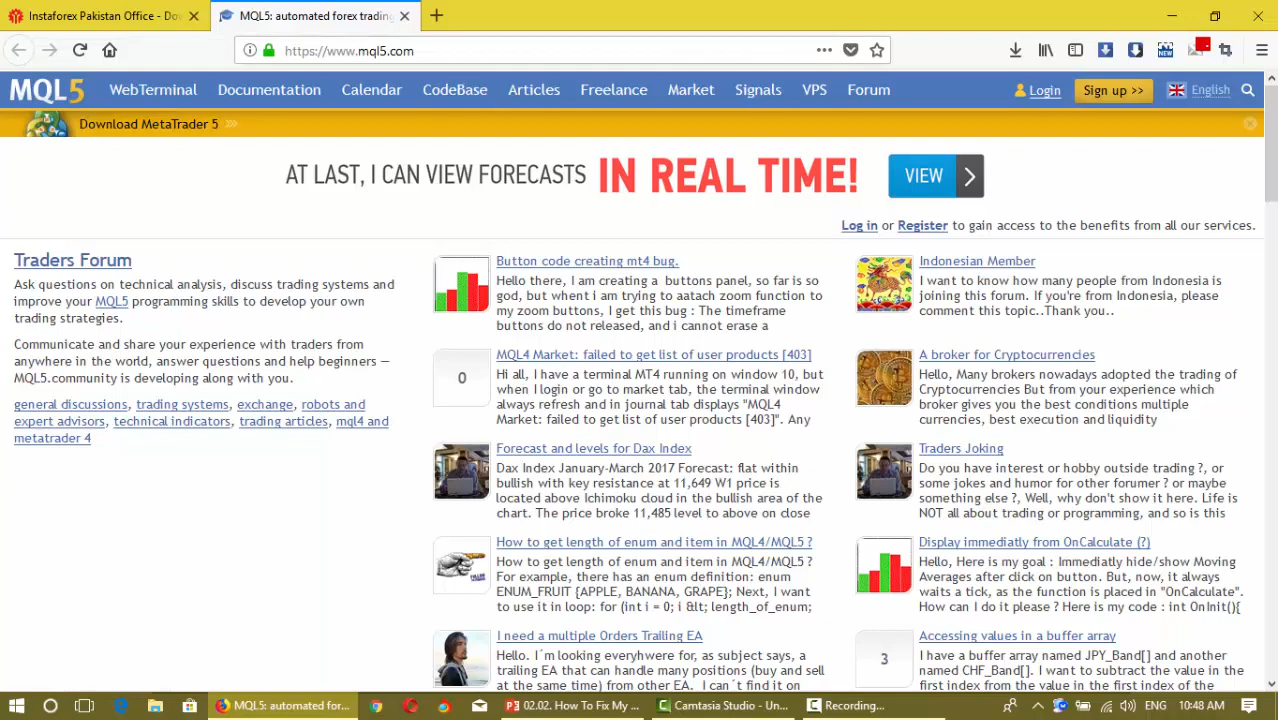 Instaforex Pakistan Office - Do
MQL5: automated forex trading
https://www.mql5.com
NEW
MQL5
WebTerminal
Documentation
Calendar
CodeBase
Articles
Freelance
Market
Signals
VPS
Forum
Login
Sign up >>
English
Download MetaTrader 5
AT LAST, I CAN VIEW FORECASTS IN REAL TIME!
VIEW
Log in or Register to gain access to the benefits from all our services.
Traders Forum
Ask questions on technical analysis, discuss trading systems and
improve your MQL5 programming skills to develop your own
trading strategies.
Communicate and share your experience with traders from
anywhere in the world, answer questions and help beginners —
MQL5.community is developing along with you.
general discussions, trading systems, exchange, robots and
expert advisors, technical indicators, trading articles, mql4 and
metatrader 4
Button code creating mt4 bug.
Hello there, I am creating a buttons panel, so far is so
god, but whent i am trying to aatach zoom function to
my zoom buttons, I get this bug : The timeframe
buttons do not released, and i cannot erase a
0
MQL4 Market: failed to get list of user products [403]
Hi all, I have a terminal MT4 running on window 10, but
when I login or go to market tab, the terminal window
always refresh and in journal tab displays "MQL4
Market: failed to get list of user products [403]". Any
Forecast and levels for Dax Index
Dax Index January-March 2017 Forecast: flat within
bullish with key resistance at 11,649 W1 price is
located above Ichimoku cloud in the bullish area of the
chart. The price broke 11,485 level to above on close
How to get length of enum and item in MQL4/MQL5 ?
How to get length of enum and item in MQL4/MQL5 ?
For example, there has an enum definition: enum
ENUM_FRUIT {APPLE, BANANA, GRAPE}; Next, I want
to use it in loop: for (int i = 0; i &lt; length_of_enum;
I need a multiple Orders Trailing EA
Hello. I´m looking everyhwere for, as subject says, a
trailing EA that can handle many positions (buy and sell
at the same time) from other EA. I can´t find it on
Indonesian Member
I want to know how many people from Indonesia is
joining this forum. If you're from Indonesia, please
comment this topic..Thank you..
A broker for Cryptocurrencies
Hello, Many brokers nowadays adopted the trading of
Cryptocurrencies But from your experience which
broker gives you the best conditions multiple
currencies, best execution and liquidity
Traders Joking
Do you have interest or hobby outside trading ?, or
some jokes and humor for other forumer ? or maybe
something else ?, Well, why don't show it here. Life is
NOT all about trading or programming, and so is this
Display immediatly from OnCalculate (?)
Hello, Here is my goal : Immediatly hide/show Moving
Averages after click on button. But, now, it always
waits a tick, as the function is placed in "OnCalculate".
How can I do it please ? Here is my code : int OnInit(){
3
Accessing values in a buffer array
I have a buffer array named JPY_Band[] and another
named CHF_Band[]. I want to subtract the value in the
first index from the value in the first index of the
MQL5: automated for...
02.02. How To Fix My ...
Camtasia Studio - Un...
Recording...
ENG
10:48 AM